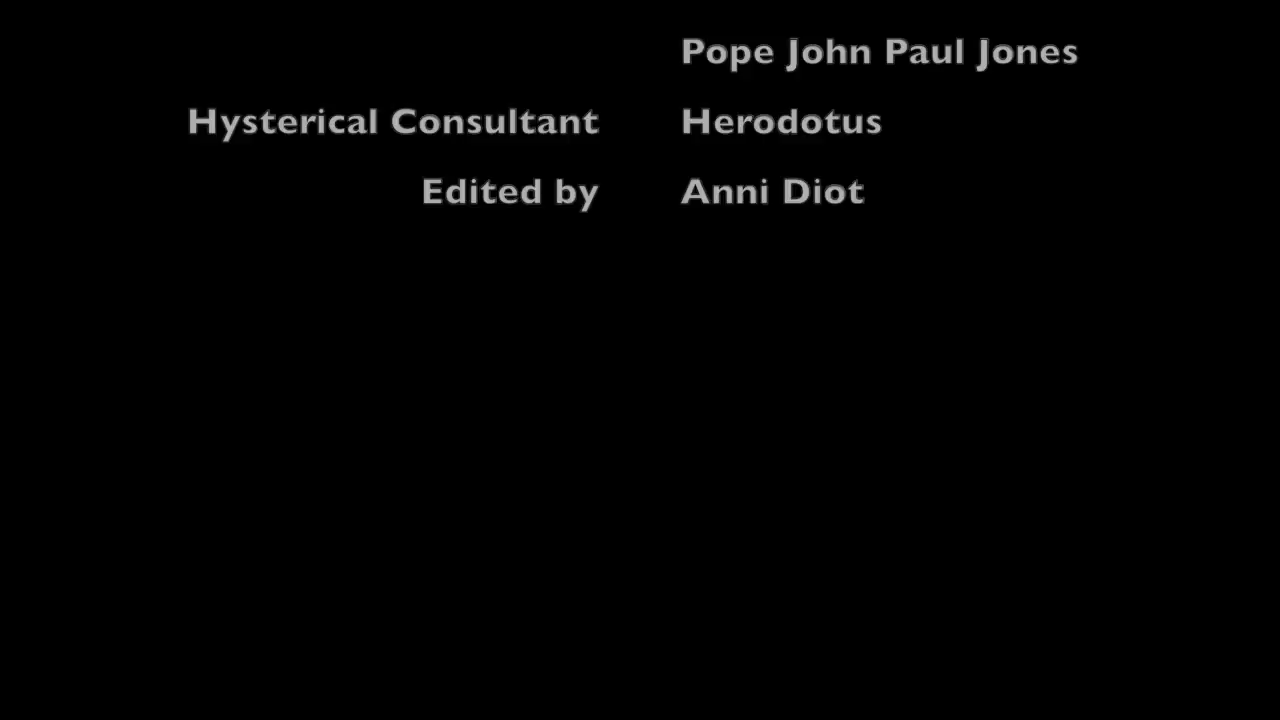 Pope John Paul Jones
Hysterical Consultant Herodotus
Edited by Anni Diot